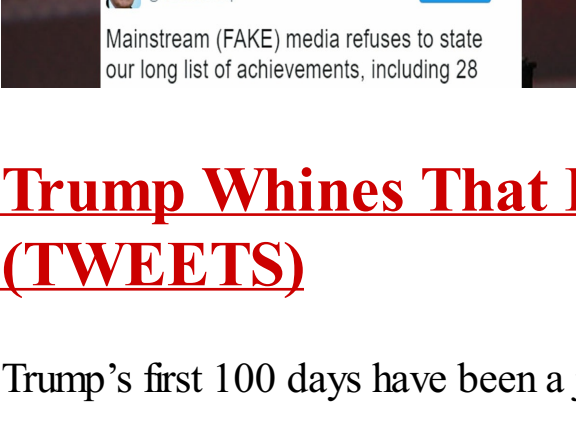 Mainstream (FAKE) media refuses to state
our long list of achievements, including 28
Trump Whines That
(TWEETS)
Trump’s first 100 days have been a